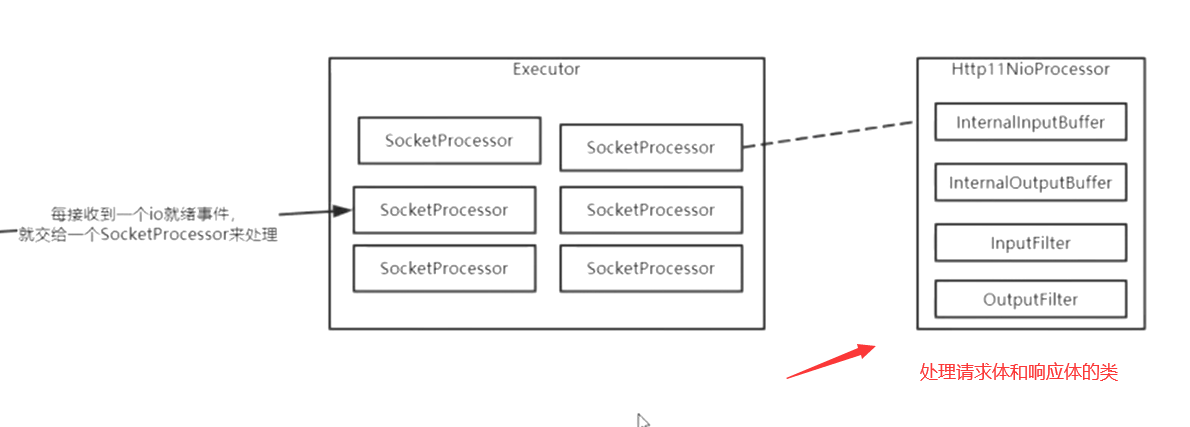 Executor
Http11NioProcessor
SocketProcessor
SocketProcessor
InternalInputBuffer
每接收到一个io就绪事件，
就交给一个SocketProcessor来处理
SocketProcessor
SocketProcessor
InternalOutputBuffer
InputFilter
SocketProcessor
SocketProcessor
OutputFilter
处理请求体和响应体的类